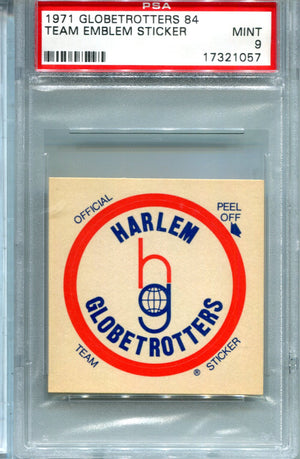 PSA
1971 GLOBETROTTERS 84
TEAM EMBLEM STICKER
MINT
9
17321057
OFFICIAL
PEEL
OFF
HARLEM
hg
GLOBETROTTERS
TEAM
® STICKER